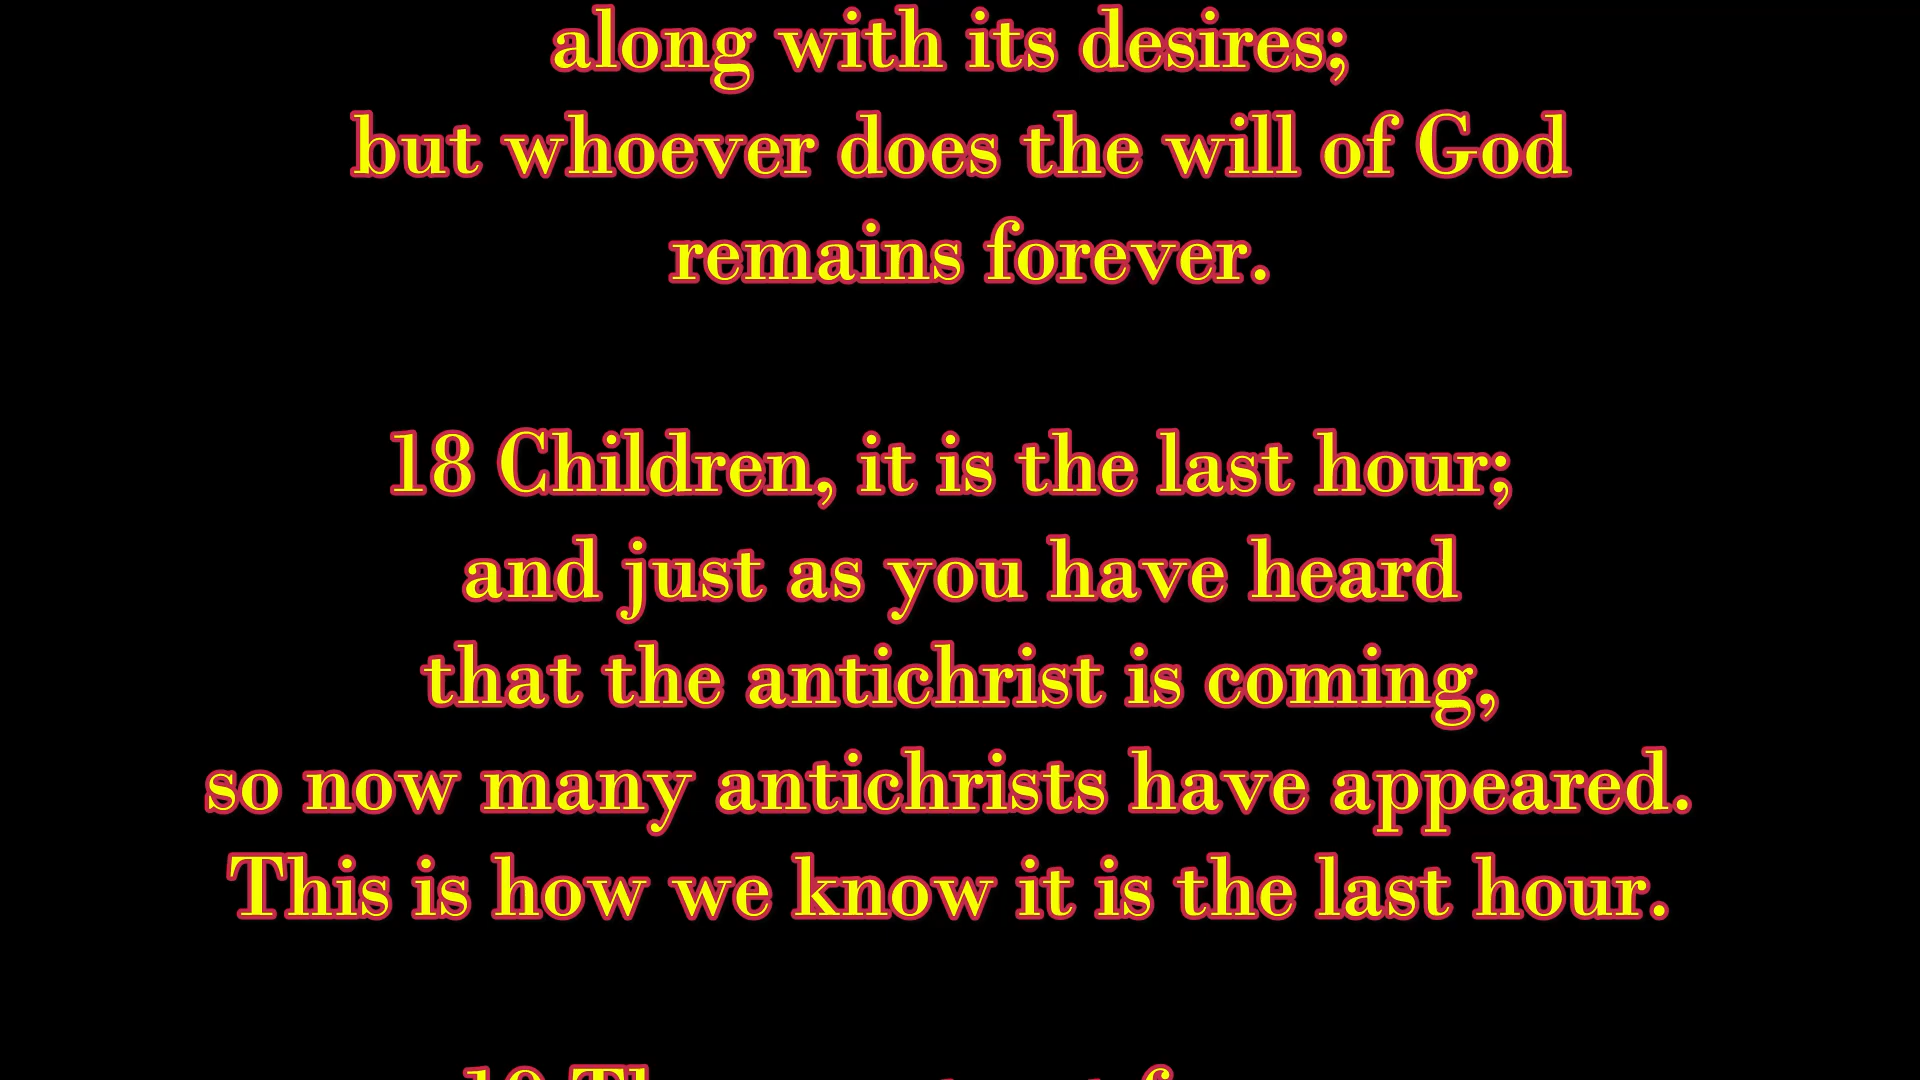 along with its desires;
but whoever does the will of God
remains forever.
18 Children, it is the last hour;
and just as you have heard
that the antichrist is coming,
so now many antichrists have appeared.
This is how we know it is the last hour.